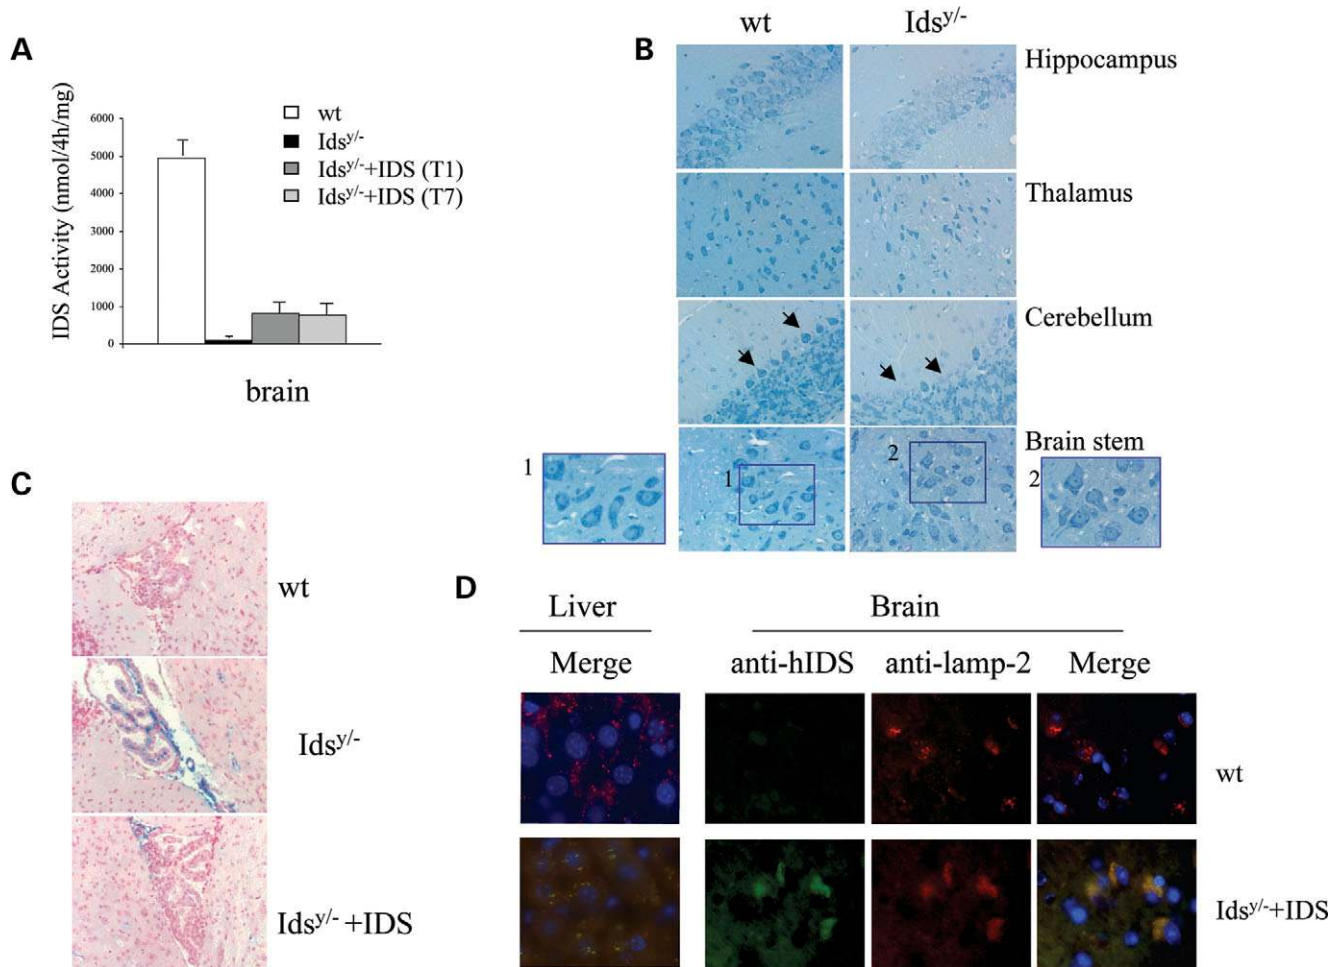 A
6000
5000
4000
3000
2000
1000
0
IDS Activity (nmol/4h/mg)
wt
Idsy/-
Idsy/-+IDS (T1)
Idsy/-+IDS (T7)
brain
B
wt
Idsy/-
Hippocampus
Thalamus
Cerebellum
Brain stem
1
1
2
2
C
wt
Idsy/-
Idsy/- +IDS
D
Liver
Brain
Merge
anti-hIDS
anti-lamp-2
Merge
wt
Idsy/-+IDS